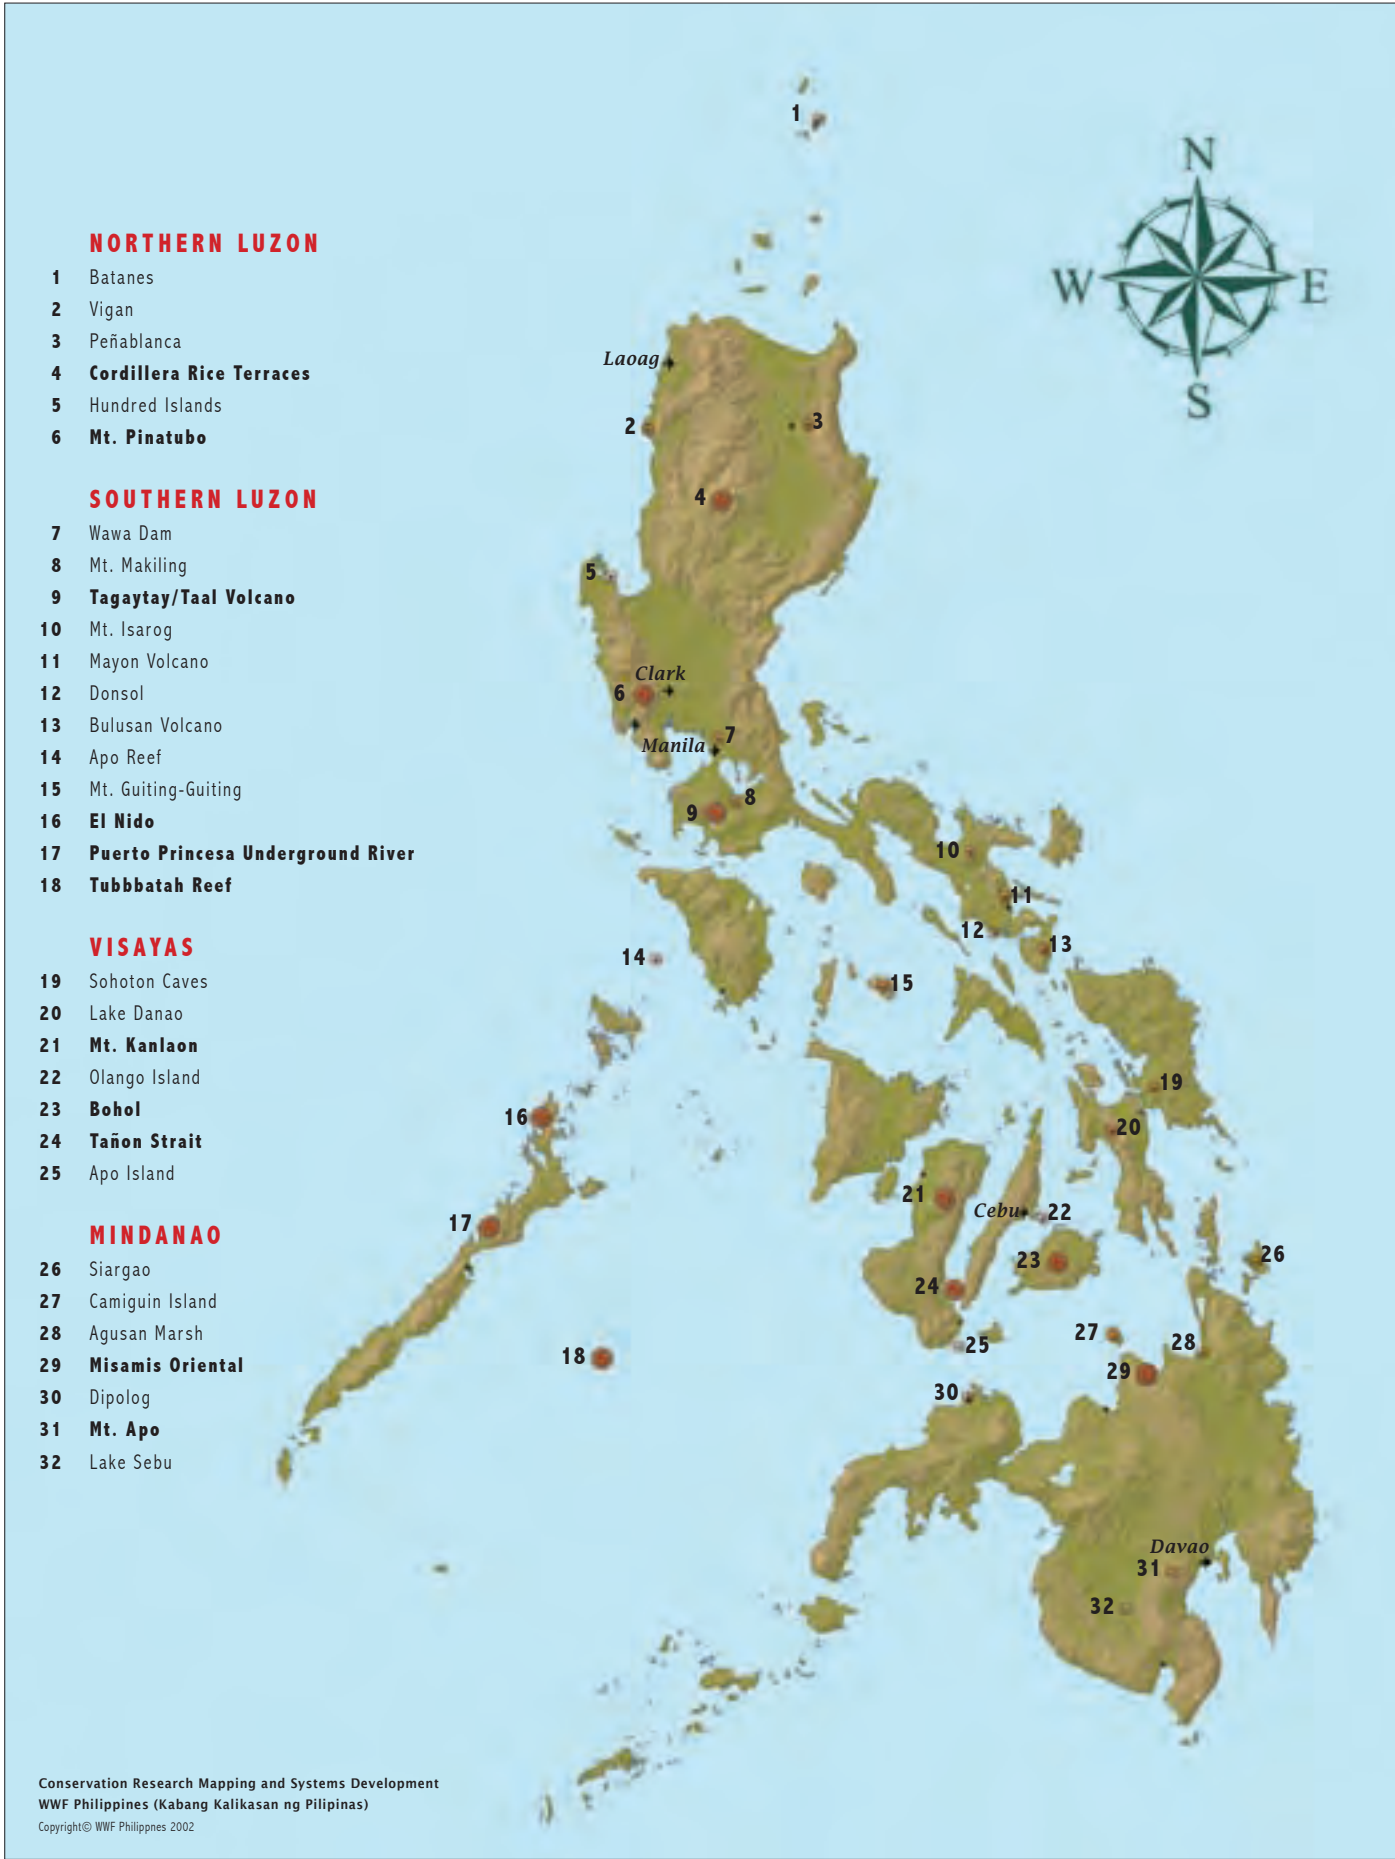 NORTHERN LUZON
1 Batanes
2 Vigan
3 Peñablanca
4 Cordillera Rice Terraces
5 Hundred Islands
6 Mt. Pinatubo
SOUTHERN LUZON
7 Wawa Dam
8 Mt. Makiling
9 Tagaytay/Taal Volcano
10 Mt. Isarog
11 Mayon Volcano
12 Donsol
13 Bulusan Volcano
14 Apo Reef
15 Mt. Guiting-Guiting
16 El Nido
17 Puerto Princesa Underground River
18 Tubbbatah Reef
VISAYAS
19 Sohoton Caves
20 Lake Danao
21 Mt. Kanlaon
22 Olango Island
23 Bohol
24 Tañon Strait
25 Apo Island
MINDANAO
26 Siargao
27 Camiguin Island
28 Agusan Marsh
29 Misamis Oriental
30 Dipolog
31 Mt. Apo
32 Lake Sebu
N
W E
S
1
Laoag
2
3
4
5
Clark
6
7
Manila
8
9
10
11
12
13
14
15
16
17
18
19
20
21
Cebu
22
23
24
25
26
27
28
29
30
Davao
31
32
Conservation Research Mapping and Systems Development
WWF Philippines (Kabang Kalikasan ng Pilipinas)
Copyright© WWF Philippnes 2002